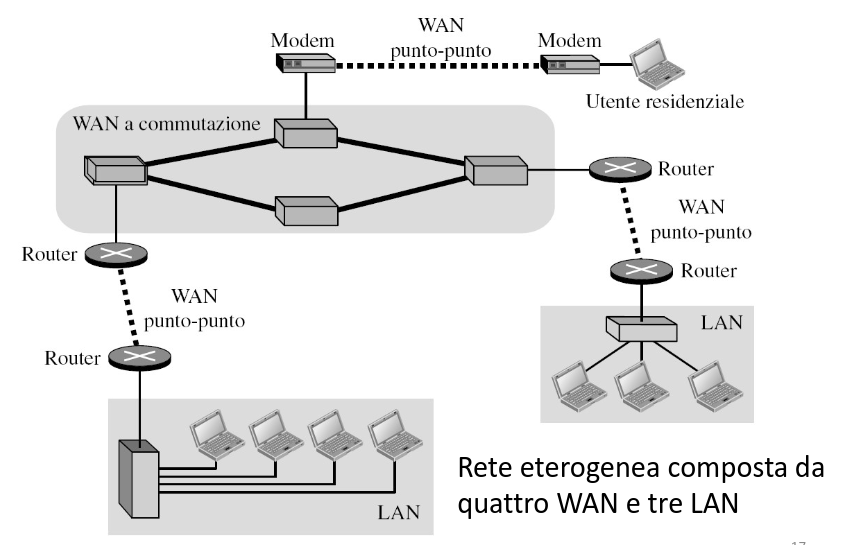 WAN
punto-punto
Modem
Modem
Utente residenziale
WAN a commutazione
Router
WAN
punto-punto
Router
Router
WAN
punto-punto
Router
LAN
LAN
Rete eterogenea composta da
quattro WAN e tre LAN
17